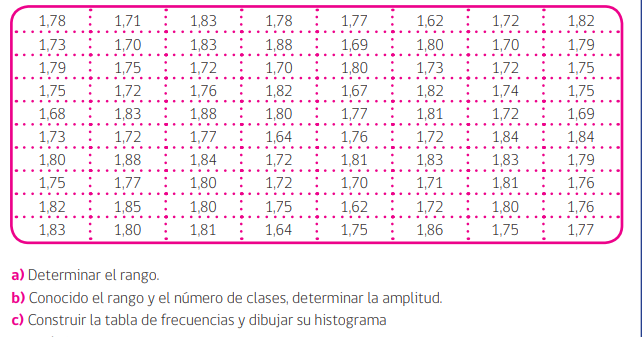 1,78 1,71 1,83 1,78 1,77 1,62 1,72 1,82
1,73 1,70 1,83 1,88 1,69 1,80 1,70 1,79
1,79 1,75 1,72 1,70 1,80 1,73 1,72 1,75
1,75 1,72 1,76 1,82 1,67 1,82 1,74 1,75
1,68 1,83 1,88 1,80 1,77 1,81 1,72 1,69
1,73 1,72 1,77 1,64 1,76 1,72 1,84 1,84
1,80 1,88 1,84 1,72 1,81 1,83 1,83 1,79
1,75 1,77 1,80 1,72 1,70 1,71 1,81 1,76
1,82 1,85 1,80 1,75 1,62 1,72 1,80 1,76
1,83 1,80 1,81 1,64 1,75 1,86 1,75 1,77
a) Determinar el rango.
b) Conocido el rango y el número de clases, determinar la amplitud.
c) Construir la tabla de frecuencias y dibujar su histograma